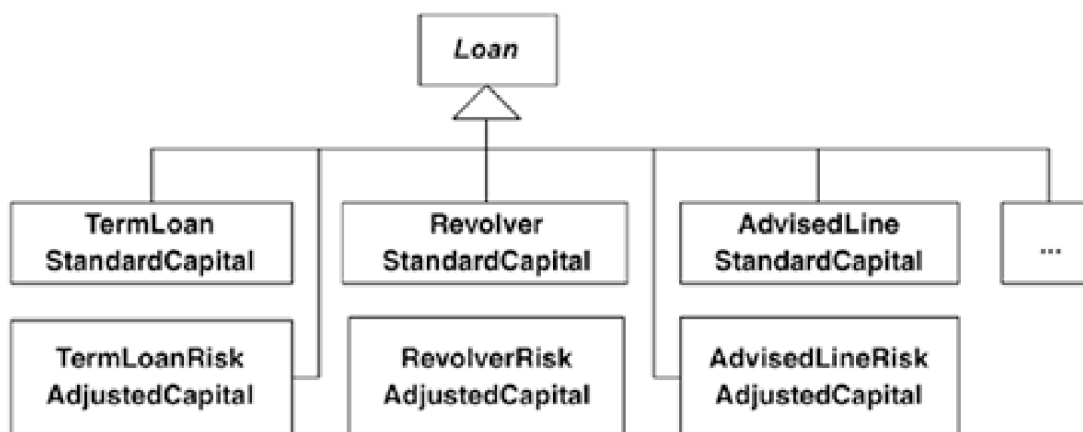 Loan
TermLoan
StandardCapital
Revolver
StandardCapital
AdvisedLine
StandardCapital
...
TermLoanRisk
AdjustedCapital
RevolverRisk
AdjustedCapital
AdvisedLineRisk
AdjustedCapital